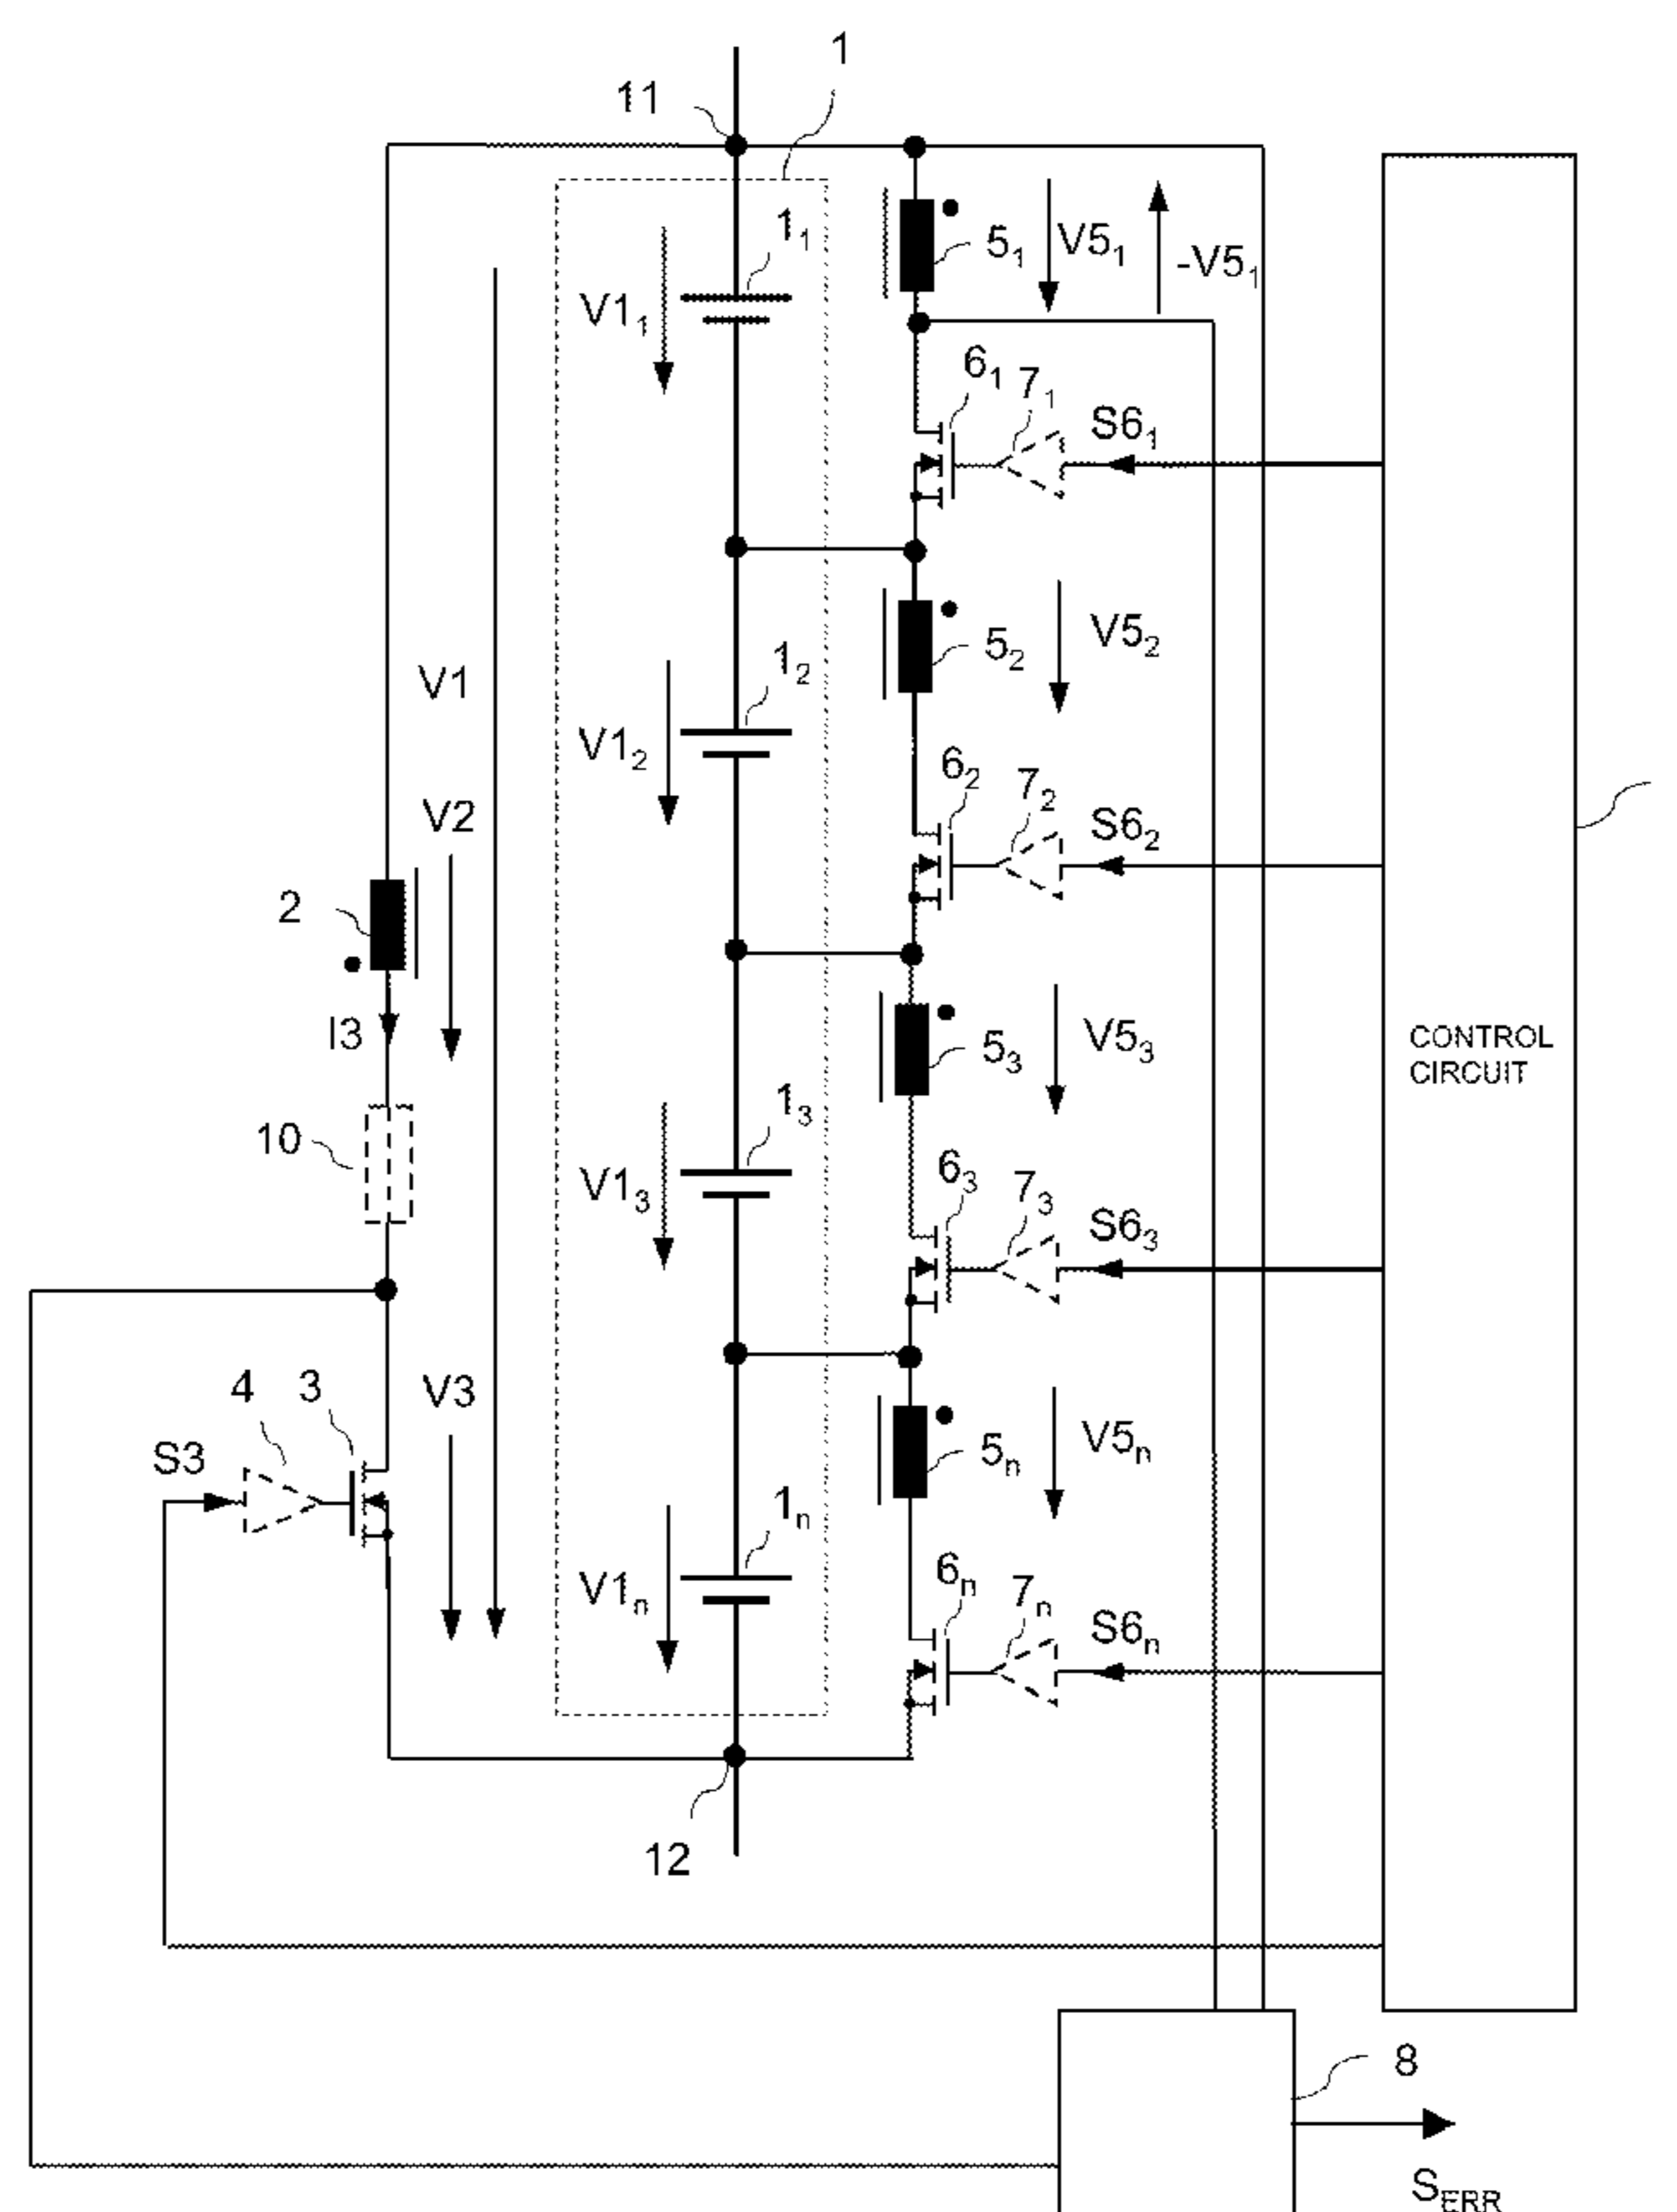 1
11
1₁
V1₁
5₁
V5₁
-V5₁
6₁
7₁
S6₁
1₂
V1₂
5₂
V5₂
V1
V2
6₂
7₂
S6₂
2
I3
5₃
V5₃
CONTROL
CIRCUIT
10
1₃
V1₃
6₃
7₃
S6₃
4
3
V3
S3
5ₙ
V5ₙ
1ₙ
V1ₙ
6ₙ
7ₙ
S6ₙ
12
8
S_ERR